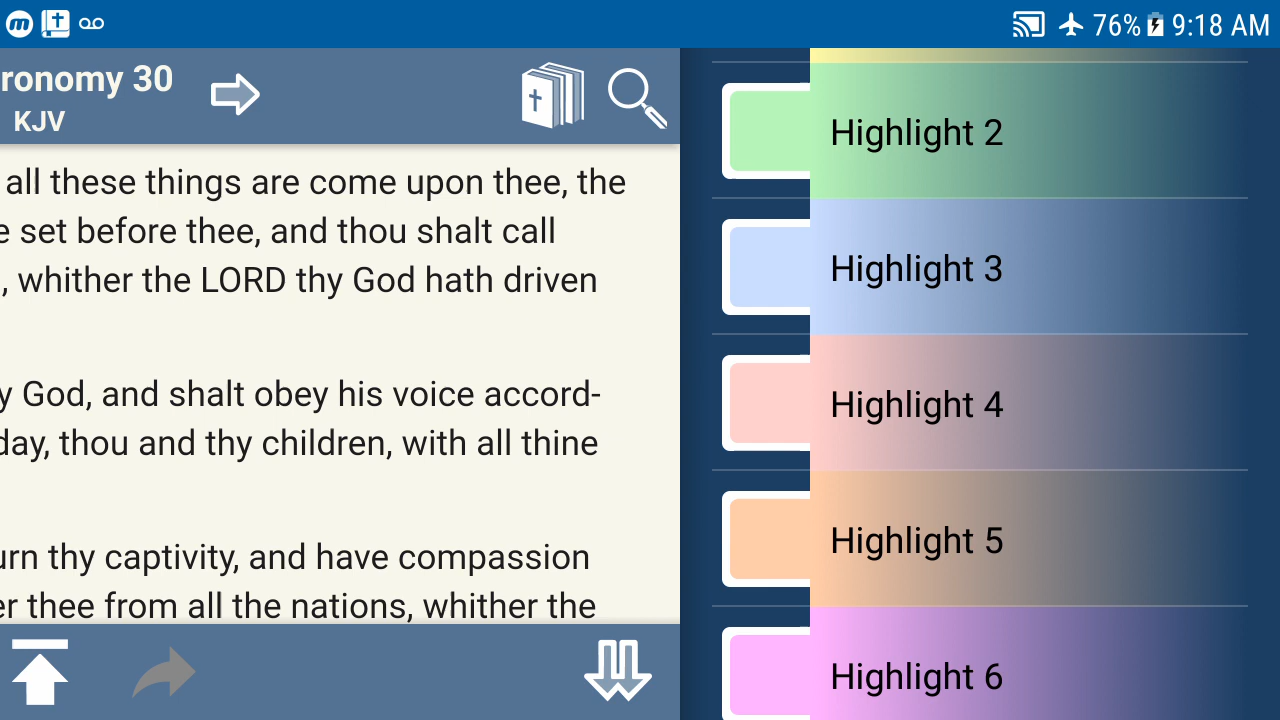 76% 9:18 AM
ronomy 30
KJV
all these things are come upon thee, the
e set before thee, and thou shalt call
, whither the LORD thy God hath driven
y God, and shalt obey his voice accord-
day, thou and thy children, with all thine
urn thy captivity, and have compassion
er thee from all the nations, whither the
Highlight 2
Highlight 3
Highlight 4
Highlight 5
Highlight 6